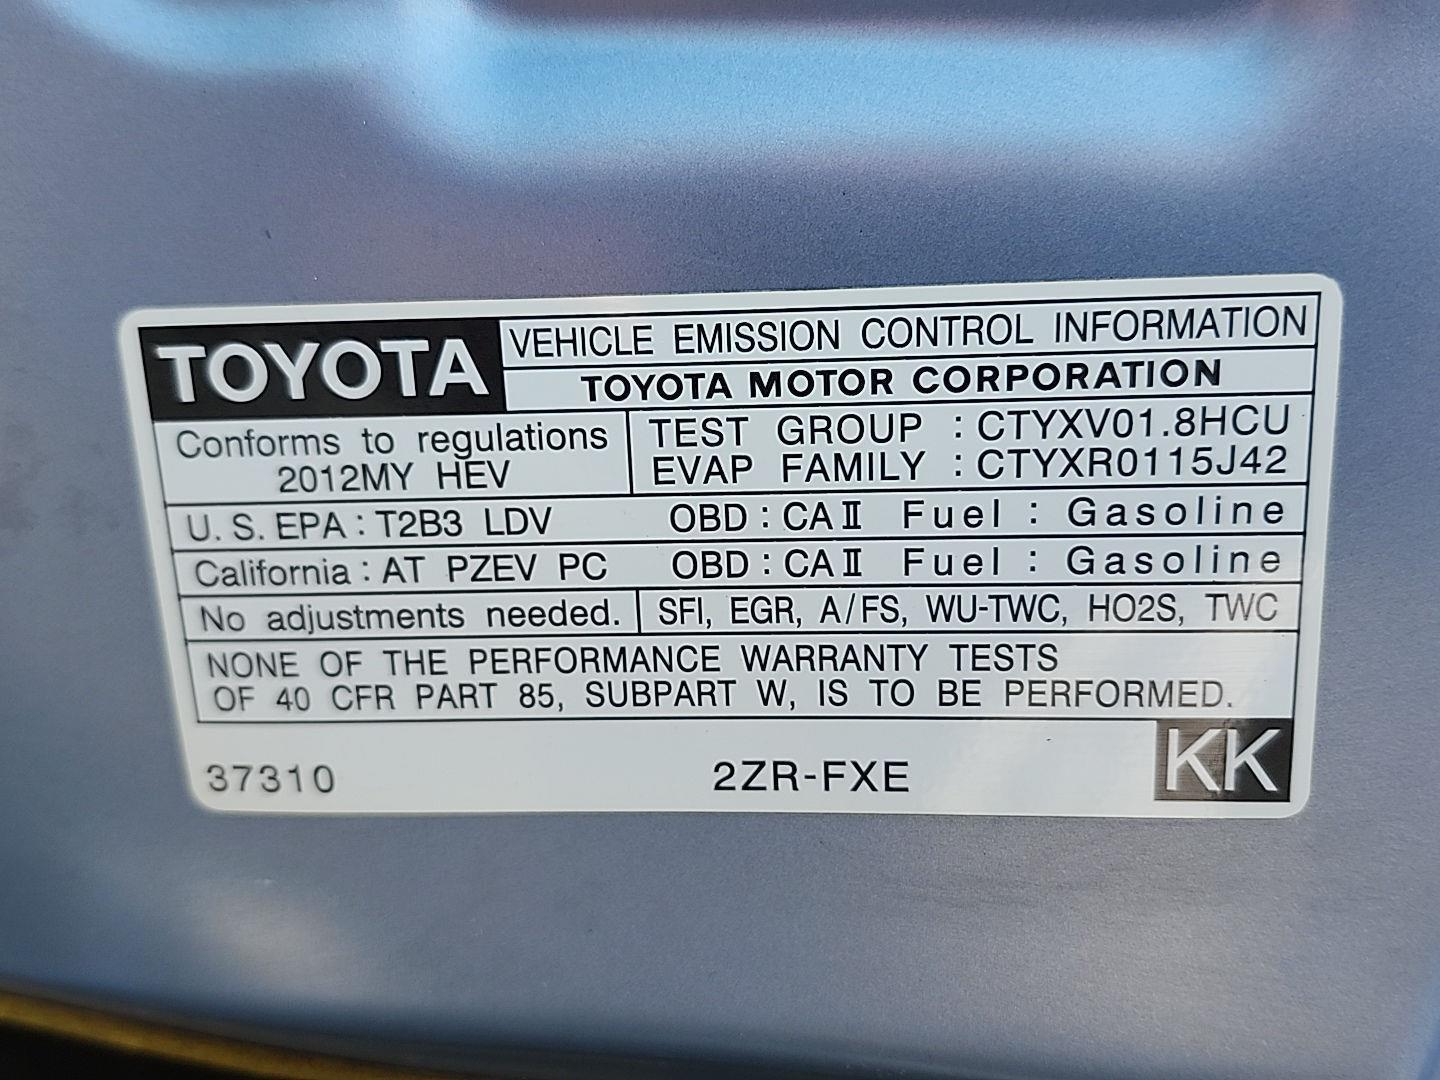 TOYOTA VEHICLE EMISSION CONTROL INFORMATION
TOYOTA MOTOR CORPORATION
Conforms to regulations
2012MY HEV
TEST GROUP : CTYXV01.8HCU
EVAP FAMILY : CTYXR0115J42
U. S. EPA : T2B3 LDV OBD : CAⅡ Fuel : Gasoline
California : AT PZEV PC OBD : CAⅡ Fuel : Gasoline
No adjustments needed. SFI, EGR, A/FS, WU-TWC, HO2S, TWC
NONE OF THE PERFORMANCE WARRANTY TESTS
OF 40 CFR PART 85, SUBPART W, IS TO BE PERFORMED.
37310 2ZR-FXE KK